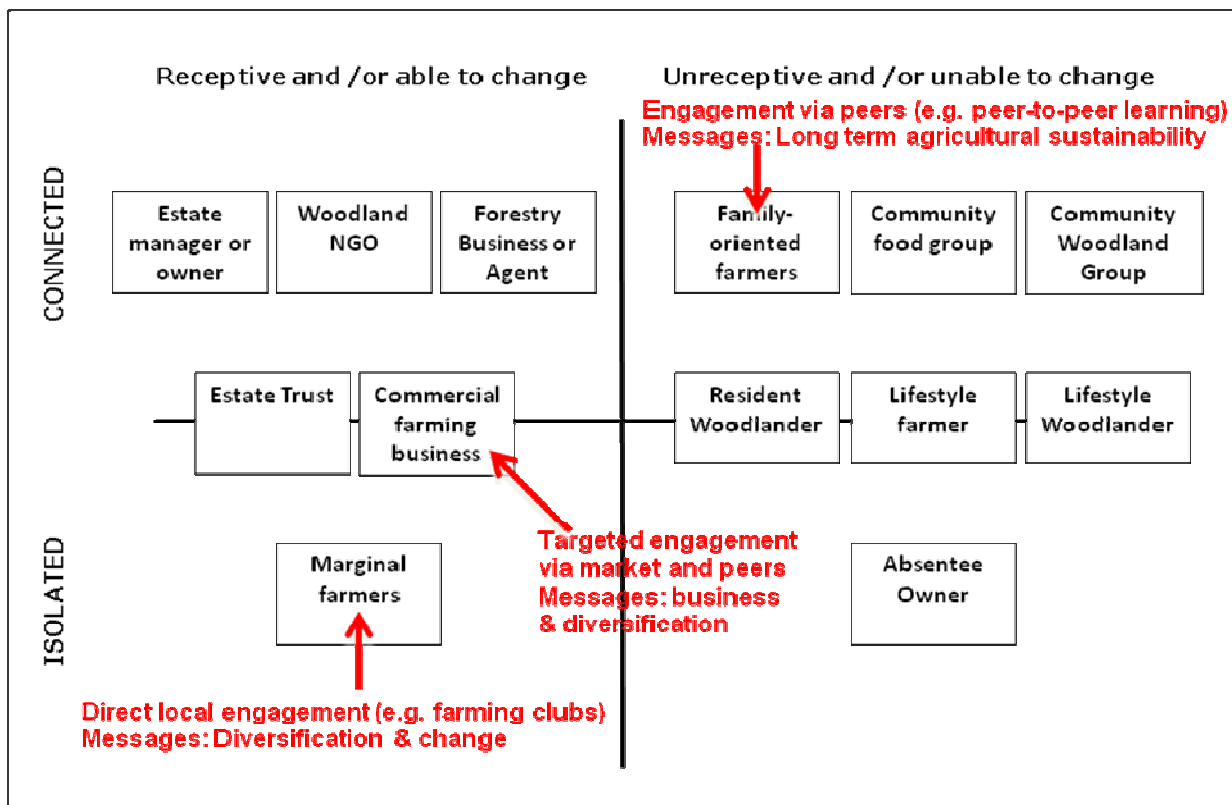 Receptive and /or able to change
Unreceptive and /or unable to change
Engagement via peers (e.g. peer-to-peer learning)
Messages: Long term agricultural sustainability
CONNECTED
Estate
manager or
owner
Woodland
NGO
Forestry
Business or
Agent
Family-
oriented
farmers
Community
food group
Community
Woodland
Group
Estate Trust
Commercial
farming
business
Resident
Woodlander
Lifestyle
farmer
Lifestyle
Woodlander
ISOLATED
Marginal
farmers
Targeted engagement
via market and peers
Messages: business
& diversification
Absentee
Owner
Direct local engagement (e.g. farming clubs)
Messages: Diversification & change